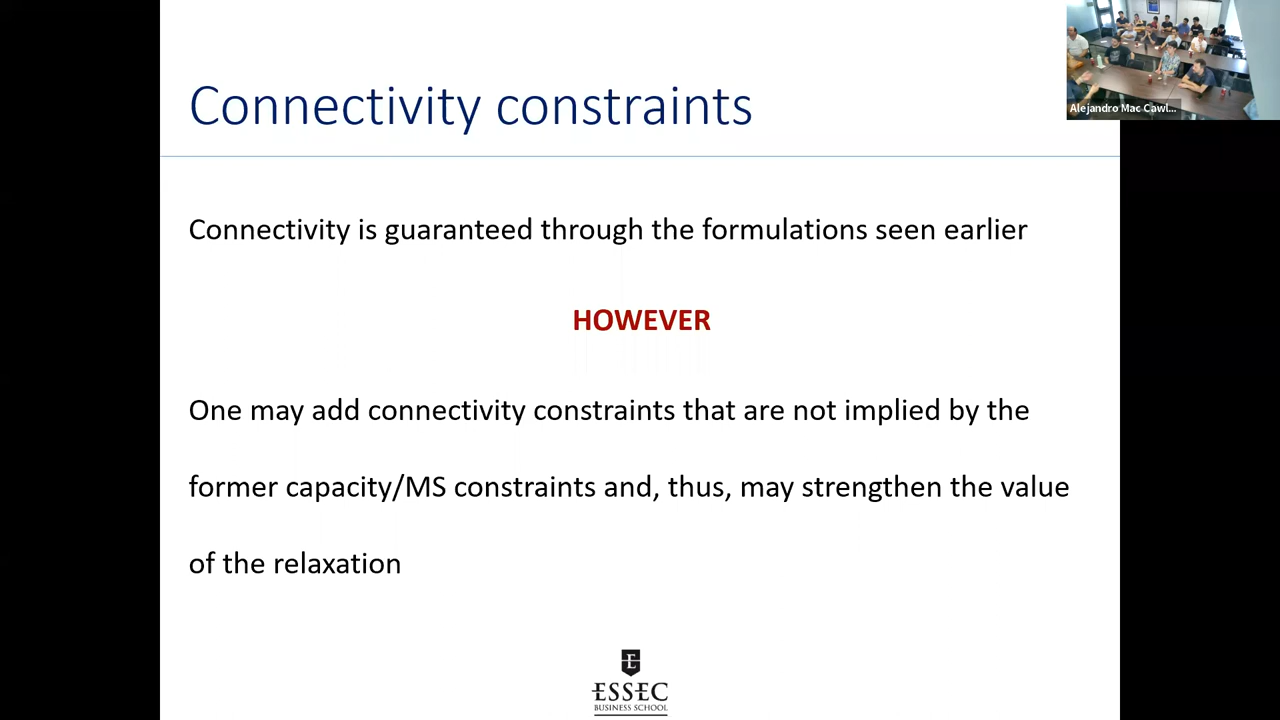 Connectivity constraints
Alejandro Mac Cawl...
Connectivity is guaranteed through the formulations seen earlier
HOWEVER
One may add connectivity constraints that are not implied by the
former capacity/MS constraints and, thus, may strengthen the value
of the relaxation
E
ESSEC
BUSINESS SCHOOL